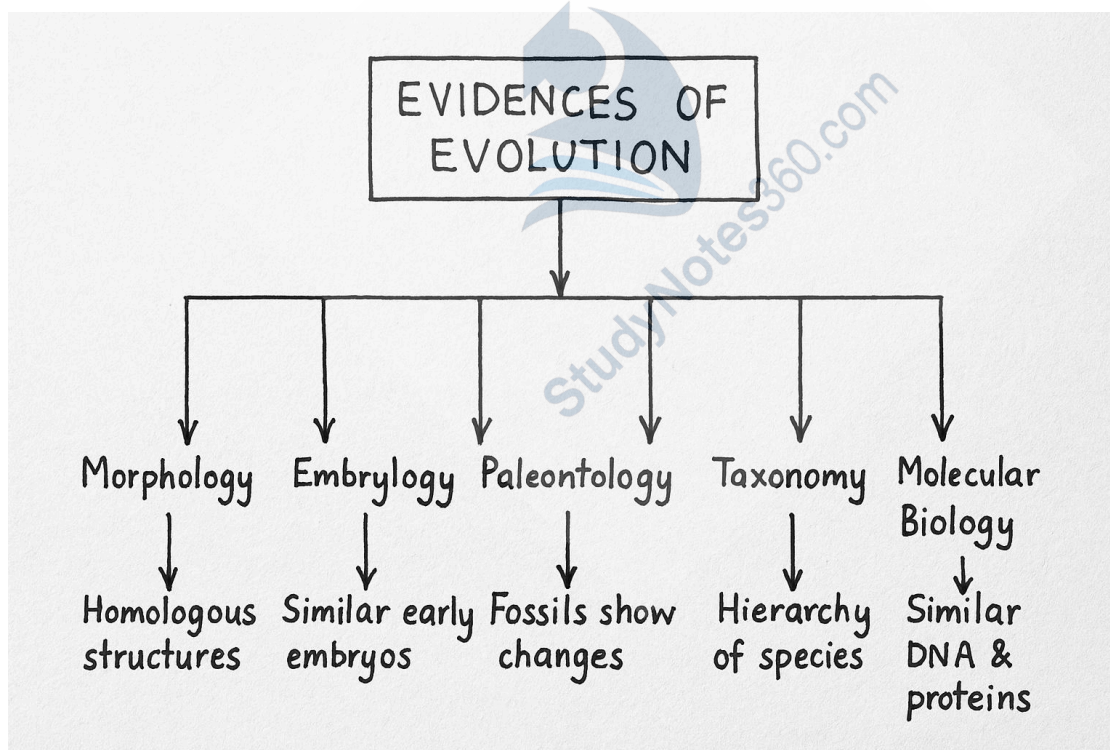 EVIDENCES OF
EVOLUTION
StudyNotes360.com
Morphology
Embrylogy
Paleontology
Taxonomy
Molecular
Biology
Homologous
structures
Similar early
embryos
Fossils show
changes
Hierarchy
of species
Similar
DNA &
proteins